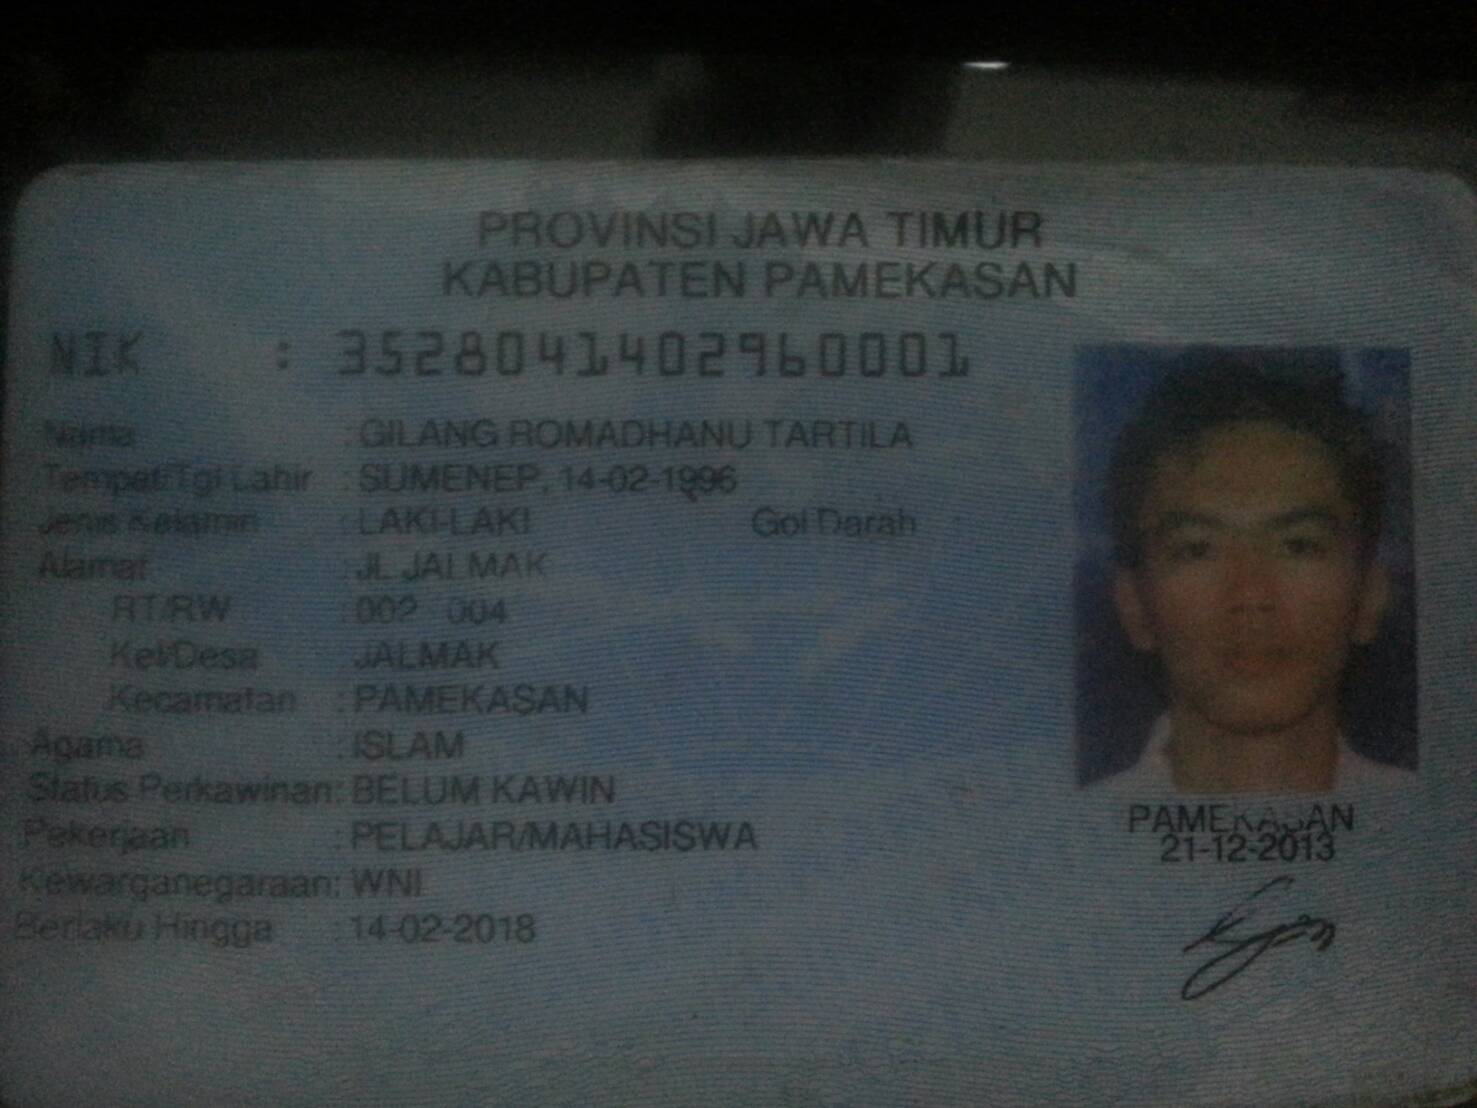 PROVINSI JAWA TIMUR
KABUPATEN PAMEKASAN
NIK : 3528041402960001
Nama : GILANG ROMADHANU TARTILA
Tempat/Tgl Lahir : SUMENEP, 14-02-1996
Jenis Kelamin : LAKI-LAKI Gol Darah
Alamat : JL JALMAK
RT/RW : 002 004
Kel/Desa : JALMAK
Kecamatan : PAMEKASAN
Agama : ISLAM
Status Perkawinan: BELUM KAWIN
Pekerjaan : PELAJAR/MAHASISWA
Kewarganegaraan: WNI
Berlaku Hingga : 14-02-2018
PAMEKASAN
21-12-2013